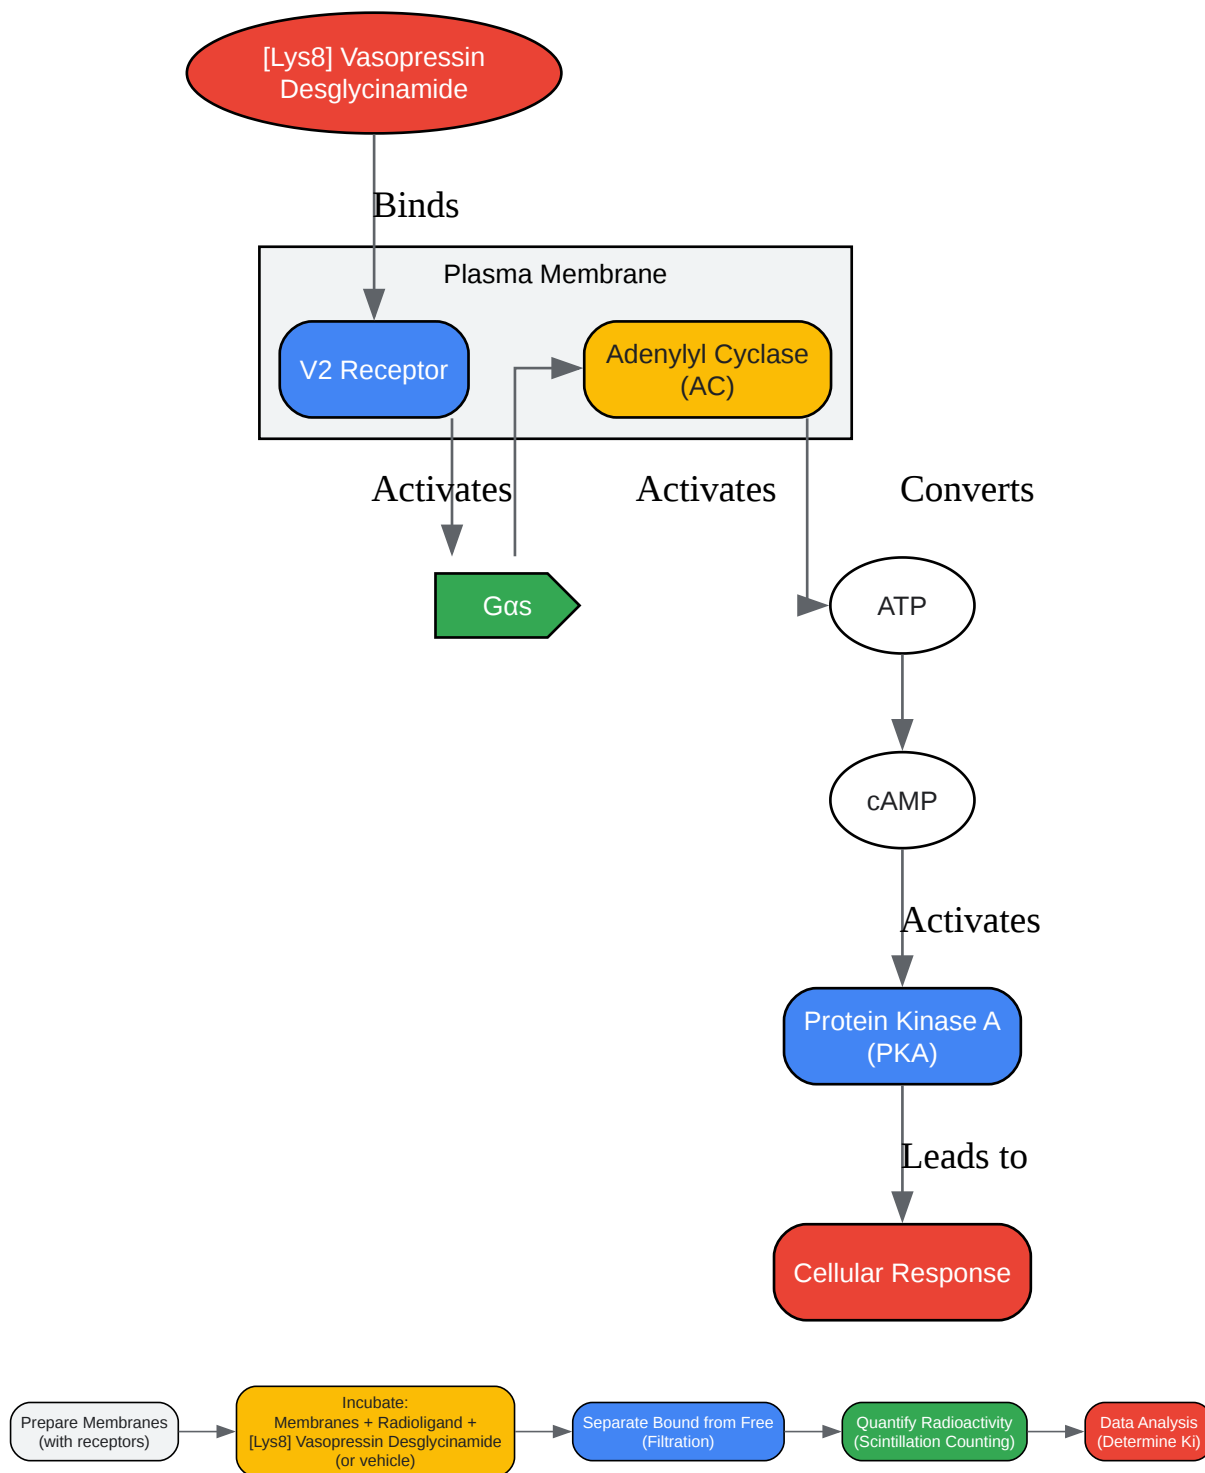 [Lys8] Vasopressin
Desglycinamide
Binds
Plasma Membrane
V2 Receptor
Adenylyl Cyclase
(AC)
Activates
Activates
Converts
Gαs
ATP
cAMP
Activates
Protein Kinase A
(PKA)
Leads to
Cellular Response
Prepare Membranes
(with receptors)
Incubate:
Membranes + Radioligand +
[Lys8] Vasopressin Desglycinamide
(or vehicle)
Separate Bound from Free
(Filtration)
Quantify Radioactivity
(Scintillation Counting)
Data Analysis
(Determine Ki)